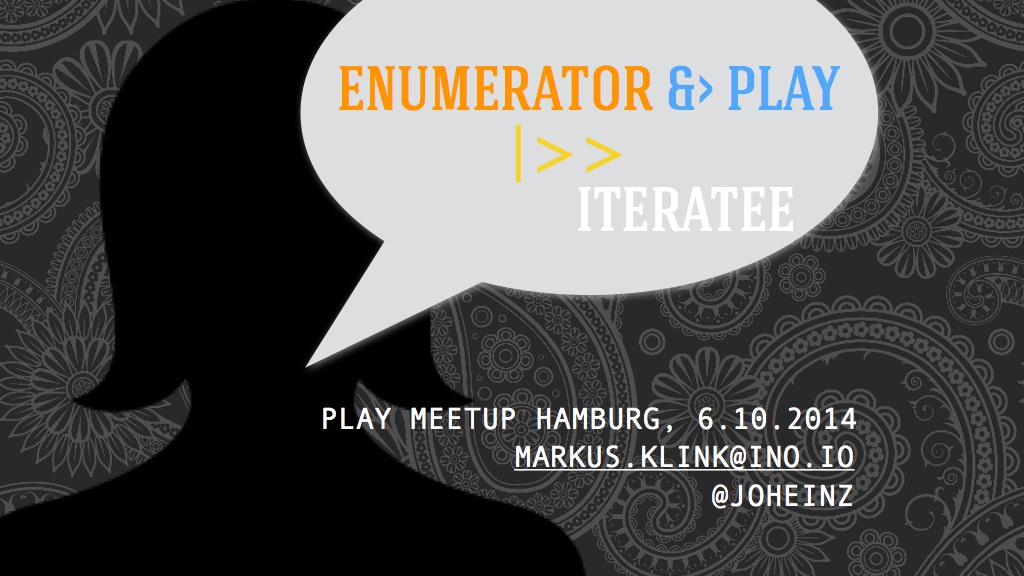 ENUMERATOR &> PLAY
|>>
ITERATEE
PLAY MEETUP HAMBURG, 6.10.2014
MARKUS.KLINK@INO.IO
@JOHEINZ